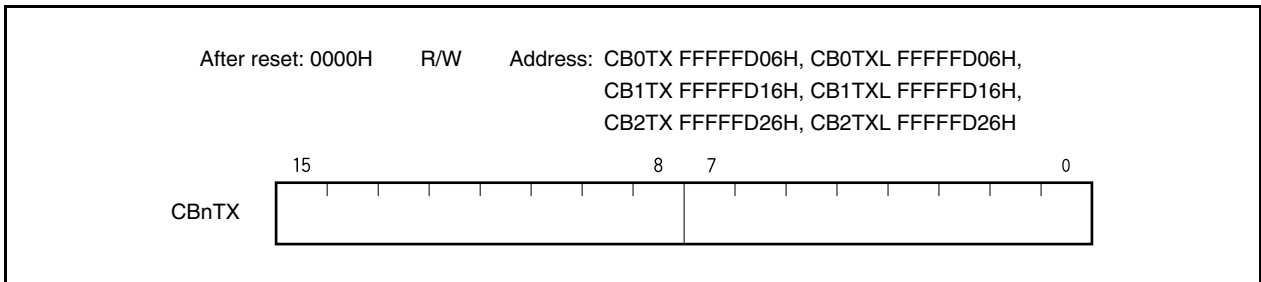 After reset: 0000H R/W Address: CB0TX FFFFFD06H, CB0TXL FFFFFD06H,
CB1TX FFFFFD16H, CB1TXL FFFFFD16H,
CB2TX FFFFFD26H, CB2TXL FFFFFD26H
15 8 7 0
CBnTX